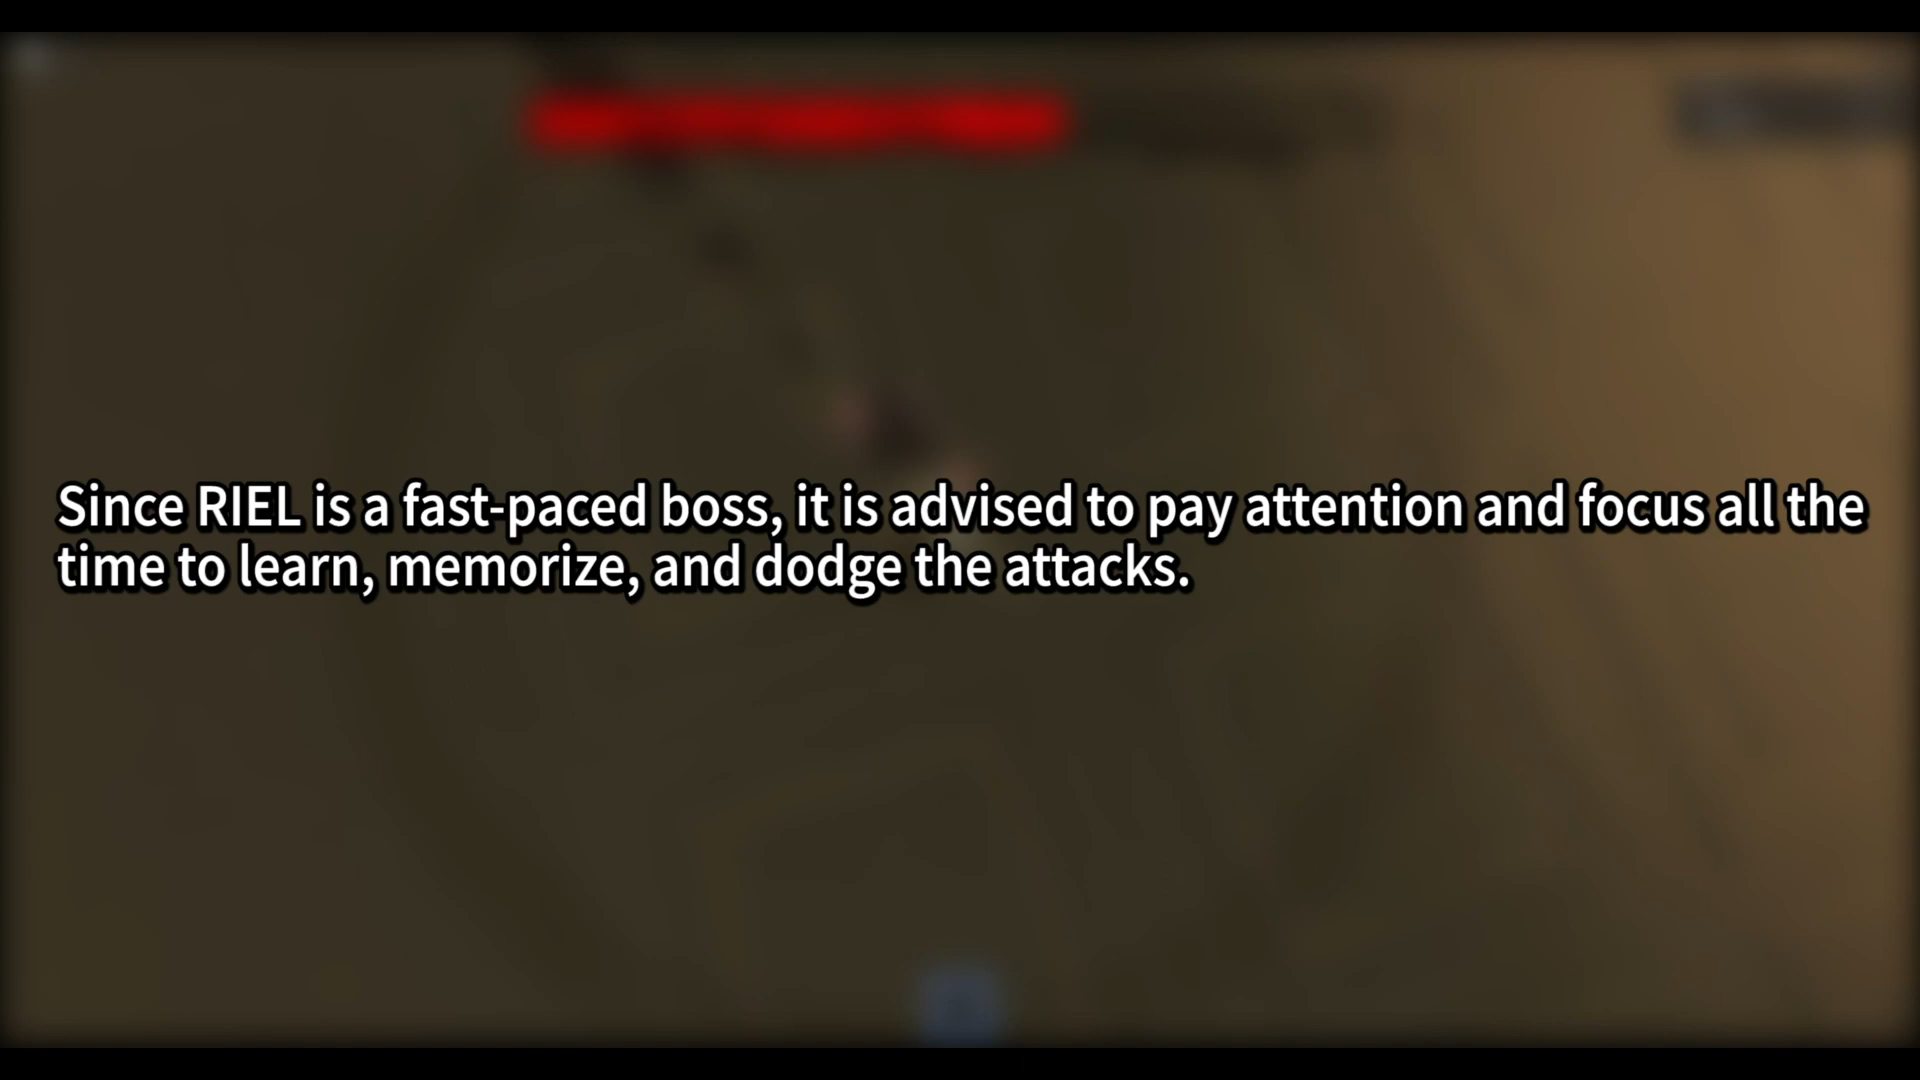 Since RIEL is a fast-paced boss, it is advised to pay attention and focus all the
time to learn, memorize, and dodge the attacks.